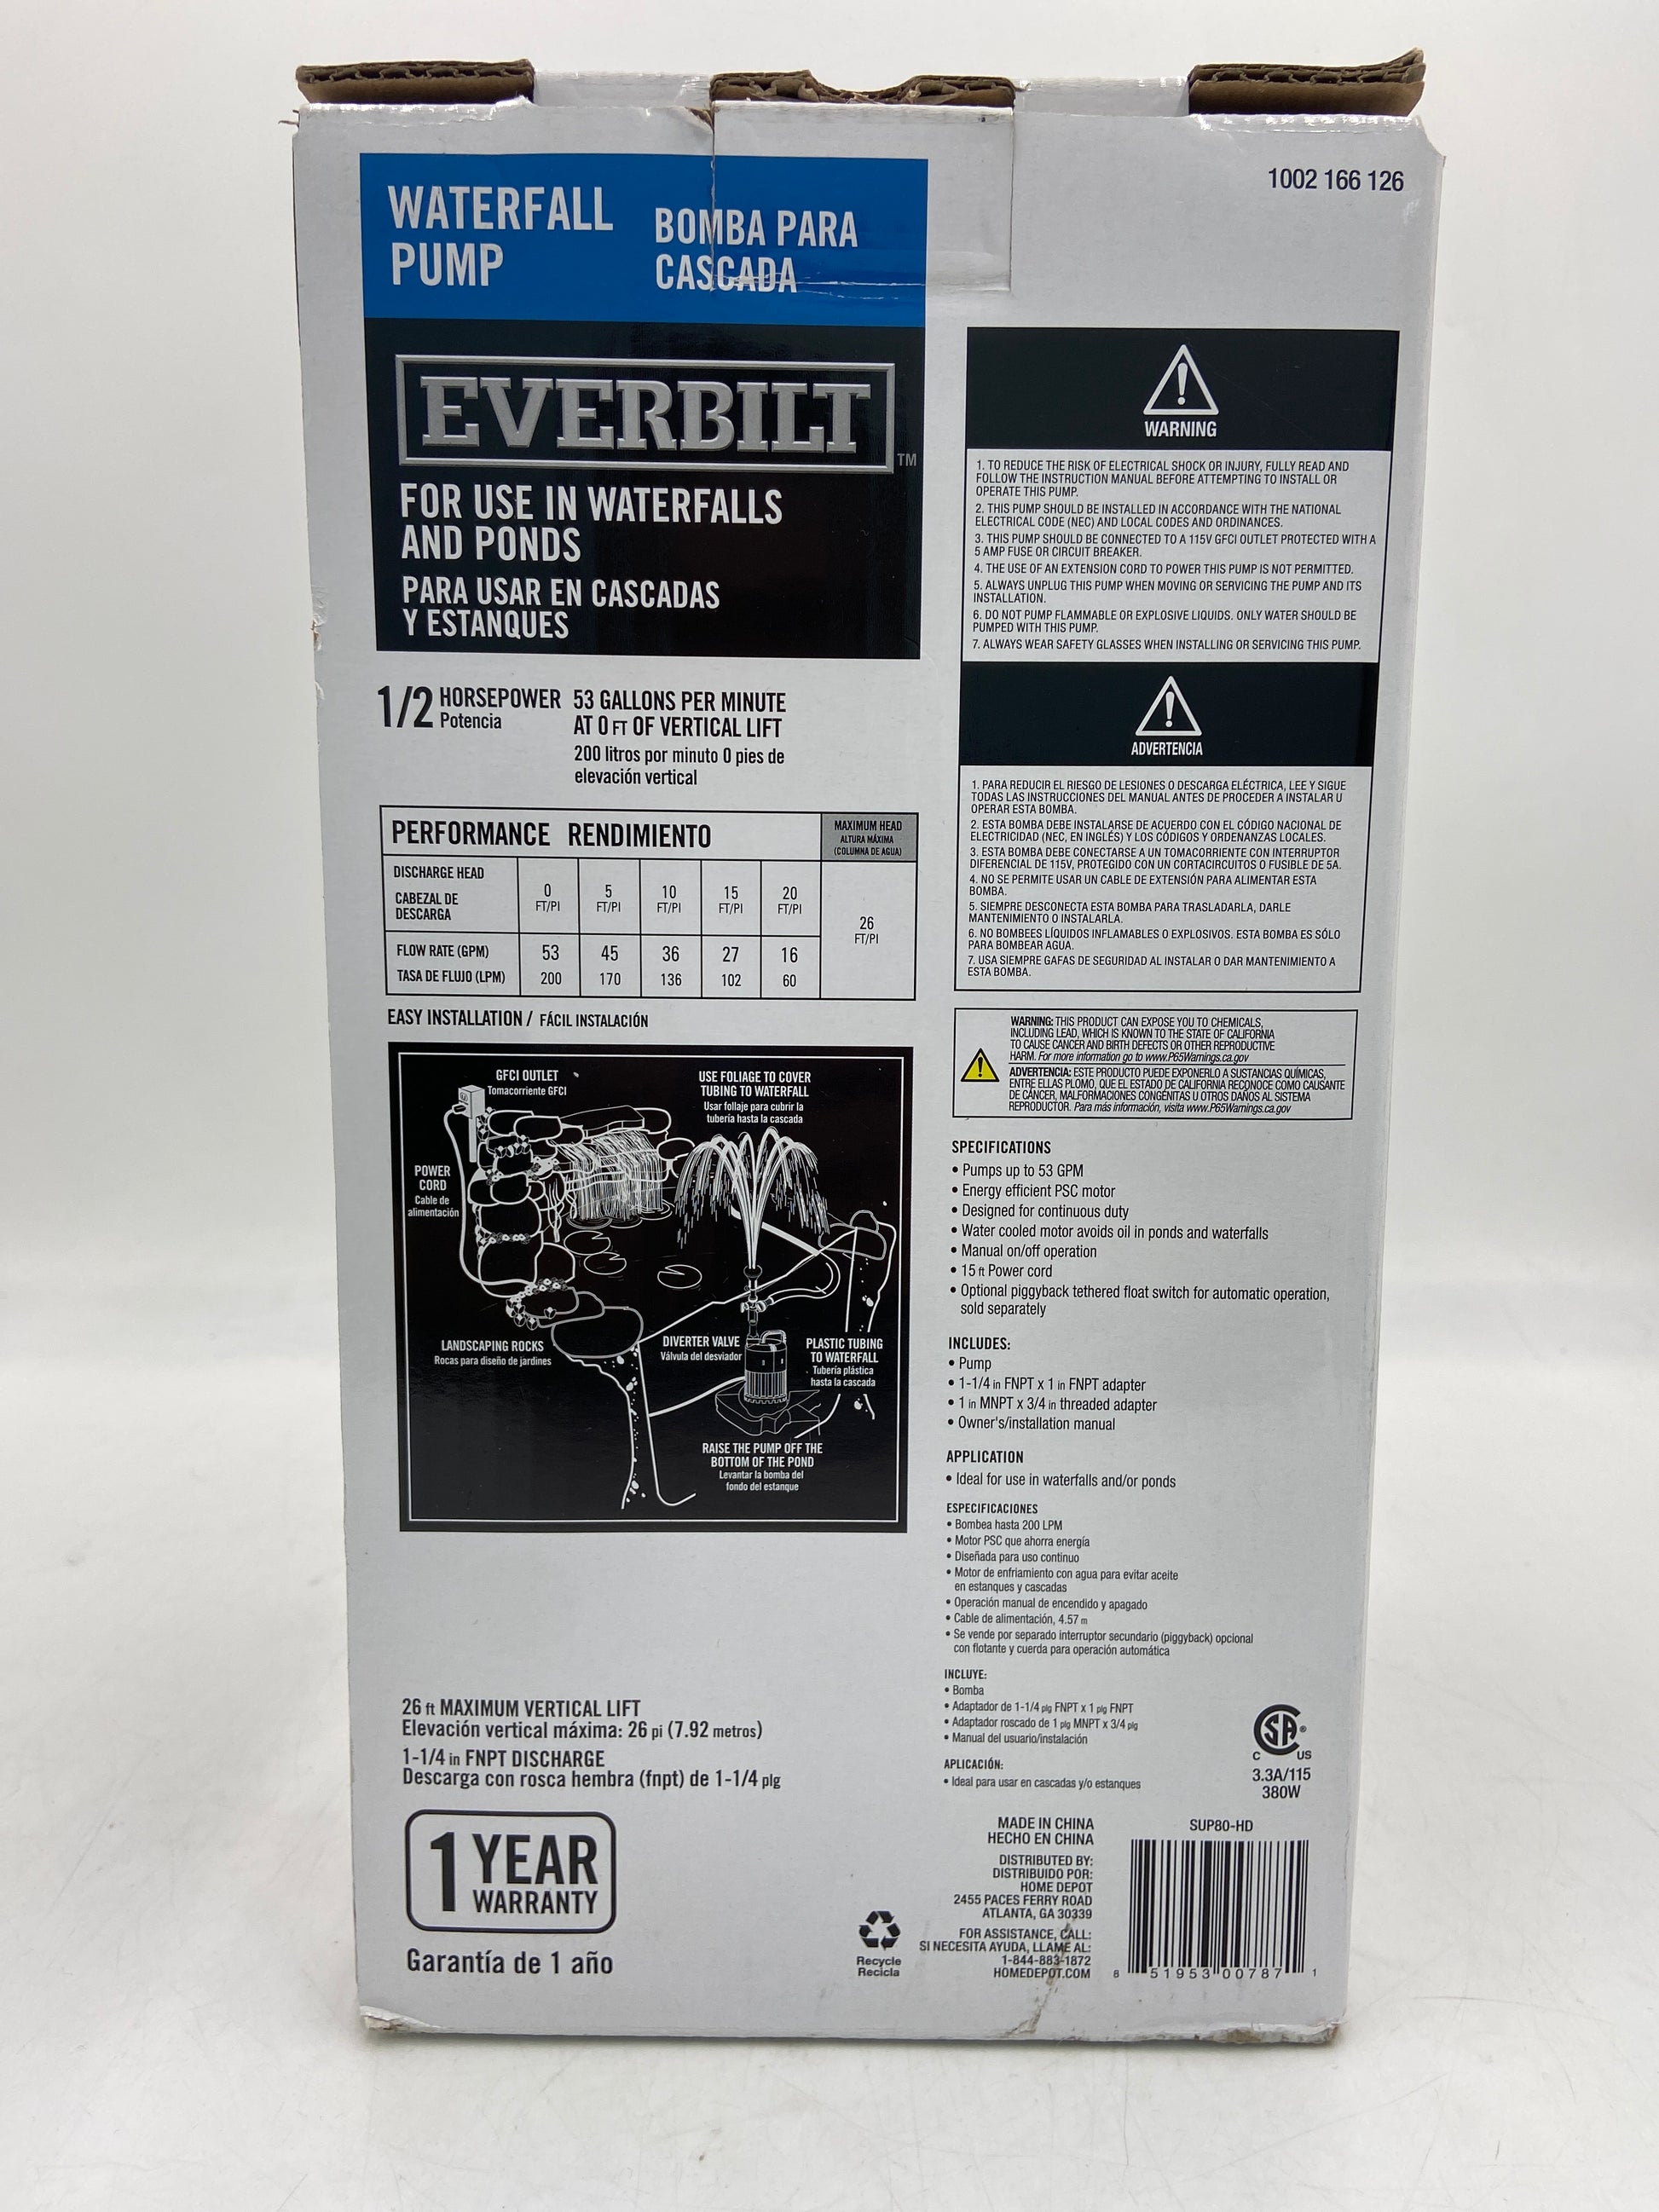 1002 166 126
WATERFALL
PUMP
BOMBA PARA
CASCADA
EVERBILT
TM
FOR USE IN WATERFALLS
AND PONDS
PARA USAR EN CASCADAS
Y ESTANQUES
1/2 HORSEPOWER
Potencia
53 GALLONS PER MINUTE
AT 0 FT OF VERTICAL LIFT
200 litros por minuto 0 pies de
elevación vertical
PERFORMANCE RENDIMIENTO
MAXIMUM HEAD
ALTURA MÁXIMA
(COLUMNA DE AGUA)
DISCHARGE HEAD
CABEZAL DE
DESCARGA
0 5 10 15 20
FT/PI FT/PI FT/PI FT/PI FT/PI
26
FT/PI
FLOW RATE (GPM) 53 45 36 27 16
TASA DE FLUJO (LPM) 200 170 136 102 60
EASY INSTALLATION / FÁCIL INSTALACIÓN
GFCI OUTLET
Tomacorriente GFCI
USE FOLIAGE TO COVER
TUBING TO WATERFALL
Usar follaje para cubrir la
tubería hasta la cascada
POWER
CORD
Cable de
alimentación
LANDSCAPING ROCKS
Rocas para diseño de jardines
DIVERTER VALVE
Válvula del desviador
PLASTIC TUBING
TO WATERFALL
Tubería plástica
hasta la cascada
RAISE THE PUMP OFF THE
BOTTOM OF THE POND
Levantar la bomba del
fondo del estanque
26 ft MAXIMUM VERTICAL LIFT
Elevación vertical máxima: 26 pi (7.92 metros)
1-1/4 in FNPT DISCHARGE
Descarga con rosca hembra (fnpt) de 1-1/4 plg
1 YEAR
WARRANTY
Garantía de 1 año
WARNING
1. TO REDUCE THE RISK OF ELECTRICAL SHOCK OR INJURY, FULLY READ AND
FOLLOW THE INSTRUCTION MANUAL BEFORE ATTEMPTING TO INSTALL OR
OPERATE THIS PUMP.
2. THIS PUMP SHOULD BE INSTALLED IN ACCORDANCE WITH THE NATIONAL
ELECTRICAL CODE (NEC) AND LOCAL CODES AND ORDINANCES.
3. THIS PUMP SHOULD BE CONNECTED TO A 115V GFCI OUTLET PROTECTED WITH A
5 AMP FUSE OR CIRCUIT BREAKER.
4. THE USE OF AN EXTENSION CORD TO POWER THIS PUMP IS NOT PERMITTED.
5. ALWAYS UNPLUG THIS PUMP WHEN MOVING OR SERVICING THE PUMP AND ITS
INSTALLATION.
6. DO NOT PUMP FLAMMABLE OR EXPLOSIVE LIQUIDS. ONLY WATER SHOULD BE
PUMPED WITH THIS PUMP.
7. ALWAYS WEAR SAFETY GLASSES WHEN INSTALLING OR SERVICING THIS PUMP.
ADVERTENCIA
1. PARA REDUCIR EL RIESGO DE LESIONES O DESCARGA ELÉCTRICA, LEE Y SIGUE
TODAS LAS INSTRUCCIONES DEL MANUAL ANTES DE PROCEDER A INSTALAR U
OPERAR ESTA BOMBA.
2. ESTA BOMBA DEBE INSTALARSE DE ACUERDO CON EL CÓDIGO NACIONAL DE
ELECTRICIDAD (NEC, EN INGLÉS) Y LOS CÓDIGOS Y ORDENANZAS LOCALES.
3. ESTA BOMBA DEBE CONECTARSE A UN TOMACORRIENTE CON INTERRUPTOR
DIFERENCIAL DE 115V, PROTEGIDO CON UN CORTACIRCUITOS O FUSIBLE DE 5A.
4. NO SE PERMITE USAR UN CABLE DE EXTENSIÓN PARA ALIMENTAR ESTA
BOMBA.
5. SIEMPRE DESCONECTA ESTA BOMBA PARA TRASLADARLA, DARLE
MANTENIMIENTO O INSTALARLA.
6. NO BOMBEES LÍQUIDOS INFLAMABLES O EXPLOSIVOS. ESTA BOMBA ES SÓLO
PARA BOMBEAR AGUA.
7. USA SIEMPRE GAFAS DE SEGURIDAD AL INSTALAR O DAR MANTENIMIENTO A
ESTA BOMBA.
WARNING: THIS PRODUCT CAN EXPOSE YOU TO CHEMICALS,
INCLUDING LEAD, WHICH IS KNOWN TO THE STATE OF CALIFORNIA
TO CAUSE CANCER AND BIRTH DEFECTS OR OTHER REPRODUCTIVE
HARM. For more information go to www.P65Warnings.ca.gov
ADVERTENCIA: ESTE PRODUCTO PUEDE EXPONERLO A SUSTANCIAS QUÍMICAS,
ENTRE ELLAS PLOMO, QUE EL ESTADO DE CALIFORNIA RECONOCE COMO CAUSANTE
DE CÁNCER, MALFORMACIONES CONGÉNITAS U OTROS DAÑOS AL SISTEMA
REPRODUCTOR. Para más información, visita www.P65Warnings.ca.gov
SPECIFICATIONS
• Pumps up to 53 GPM
• Energy efficient PSC motor
• Designed for continuous duty
• Water cooled motor avoids oil in ponds and waterfalls
• Manual on/off operation
• 15 ft Power cord
• Optional piggyback tethered float switch for automatic operation,
sold separately
INCLUDES:
• Pump
• 1-1/4 in FNPT x 1 in FNPT adapter
• 1 in MNPT x 3/4 in threaded adapter
• Owner's/installation manual
APPLICATION
• Ideal for use in waterfalls and/or ponds
ESPECIFICACIONES
• Bombea hasta 200 LPM
• Motor PSC que ahorra energía
• Diseñada para uso continuo
• Motor de enfriamiento con agua para evitar aceite
en estanques y cascadas
• Operación manual de encendido y apagado
• Cable de alimentación, 4.57 m
• Se vende por separado interruptor secundario (piggyback) opcional
con flotante y cuerda para operación automática
INCLUYE:
• Bomba
• Adaptador de 1-1/4 plg FNPT x 1 plg FNPT
• Adaptador roscado de 1 plg MNPT x 3/4 plg
• Manual del usuario/instalación
APLICACIÓN:
• Ideal para usar en cascadas y/o estanques
SA®
C US
3.3A/115
380W
MADE IN CHINA
HECHO EN CHINA
DISTRIBUTED BY:
DISTRIBUIDO POR:
HOME DEPOT
2455 PACES FERRY ROAD
ATLANTA, GA 30339
FOR ASSISTANCE, CALL:
SI NECESITA AYUDA, LLAME AL:
1-844-883-1872
HOMEDEPOT.COM
Recycle
Recicla
SUP80-HD
8 51953 00787 1